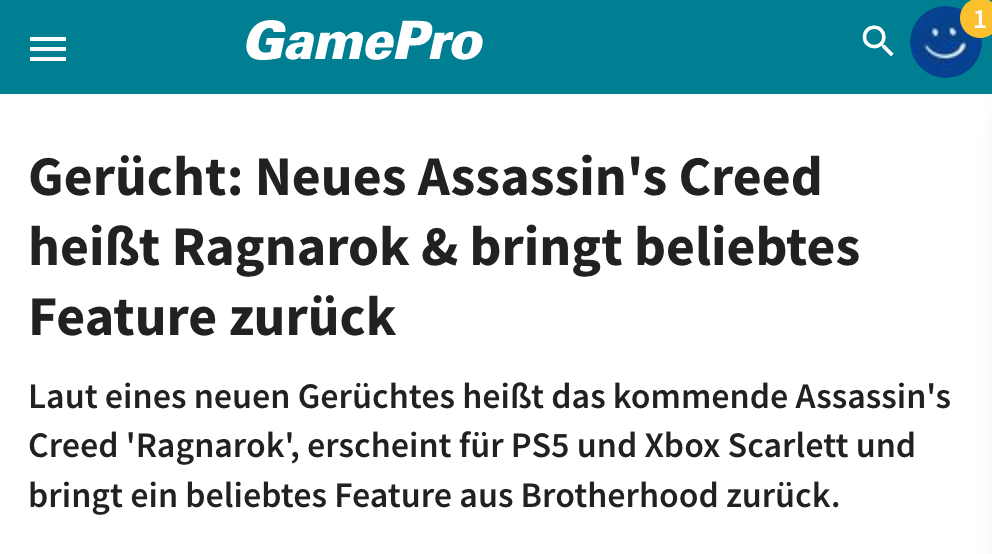 GamePro
1
Gerücht: Neues Assassin's Creed
heißt Ragnarok & bringt beliebtes
Feature zurück
Laut eines neuen Gerüchtes heißt das kommende Assassin's
Creed 'Ragnarok', erscheint für PS5 und Xbox Scarlett und
bringt ein beliebtes Feature aus Brotherhood zurück.